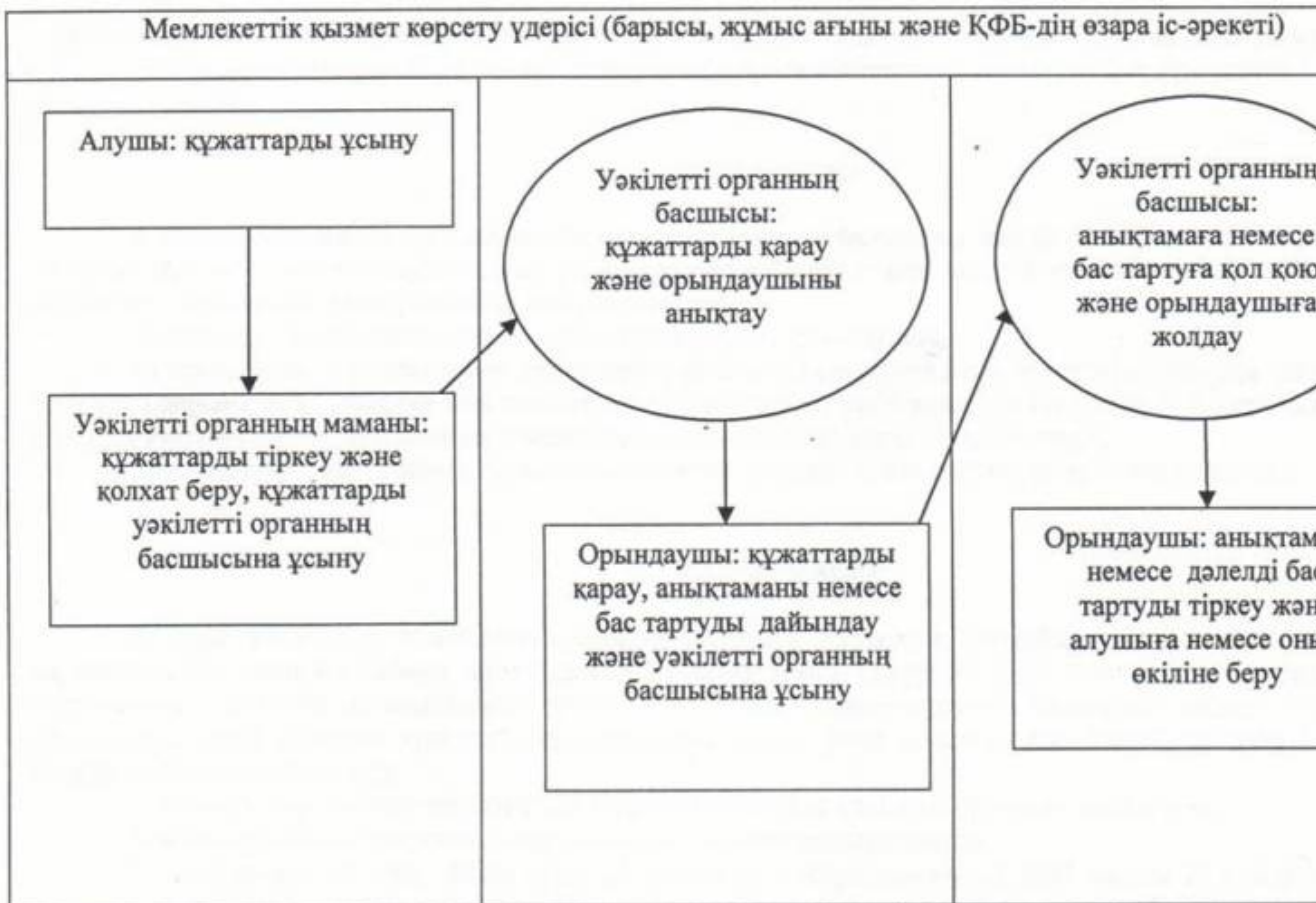 Мемлекеттік қызмет көрсету үдерісі (барысы, жұмыс ағыны және ҚФБ-дің өзара іс-әрекеті)
Алушы: құжаттарды ұсыну
Уәкілетті органның маманы:
құжаттарды тіркеу және
қолхат беру, құжаттарды
уәкілетті органның
басшысына ұсыну
Уәкілетті органның
басшысы:
құжаттарды қарау
және орындаушыны
анықтау
Орындаушы: құжаттарды
қарау, анықтаманы немесе
бас тартуды дайындау
және уәкілетті органның
басшысына ұсыну
Уәкілетті органның
басшысы:
анықтамаға немесе
бас тартуға қол қою
және орындаушыға
жолдау
Орындаушы:
немесе дәлелді бас
тартуды тіркеу және
алушыға немесе
өкіліне беру